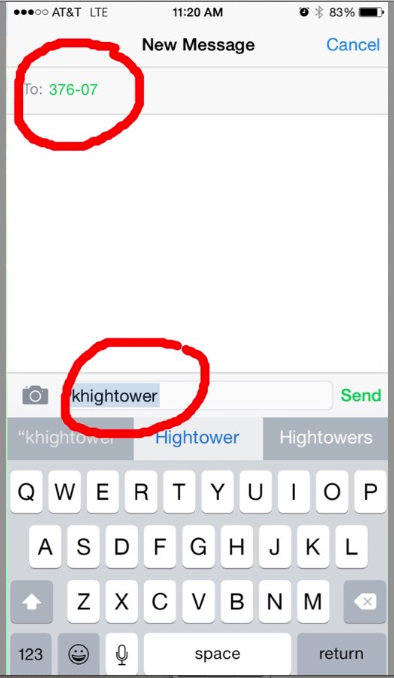 AT&T LTE 11:20 AM 83%
New Message Cancel
To: 376-07
khightower Send
"khightower Hightower Hightowers
Q W E R T Y U I O P
A S D F G H J K L
Z X C V B N M
123 space return